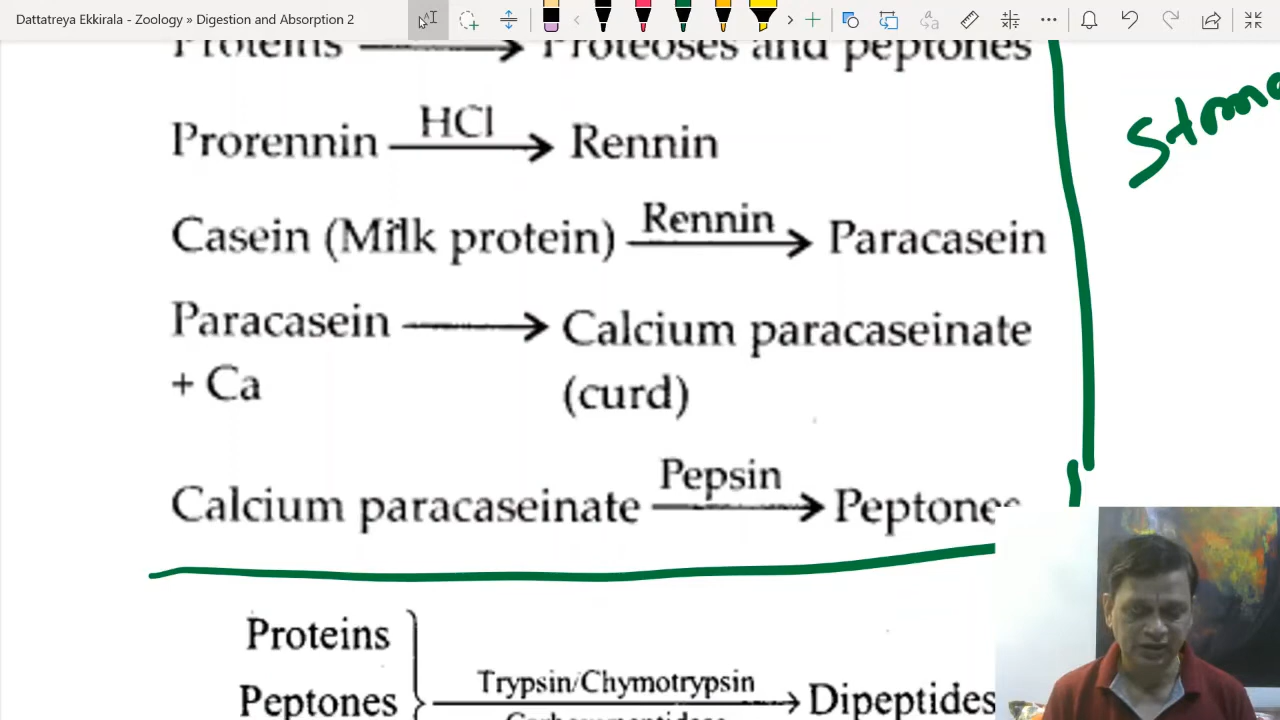 Dattatreya Ekkirala - Zoology » Digestion and Absorption 2
Proteins → Proteoses and peptones
HCl
Prorennin → Rennin
Rennin
Casein (Milk protein) → Paracasein
Paracasein → Calcium paracaseinate
+ Ca (curd)
Pepsin
Calcium paracaseinate → Peptones
Proteins
Trypsin/Chymotrypsin
Peptones → Dipeptides